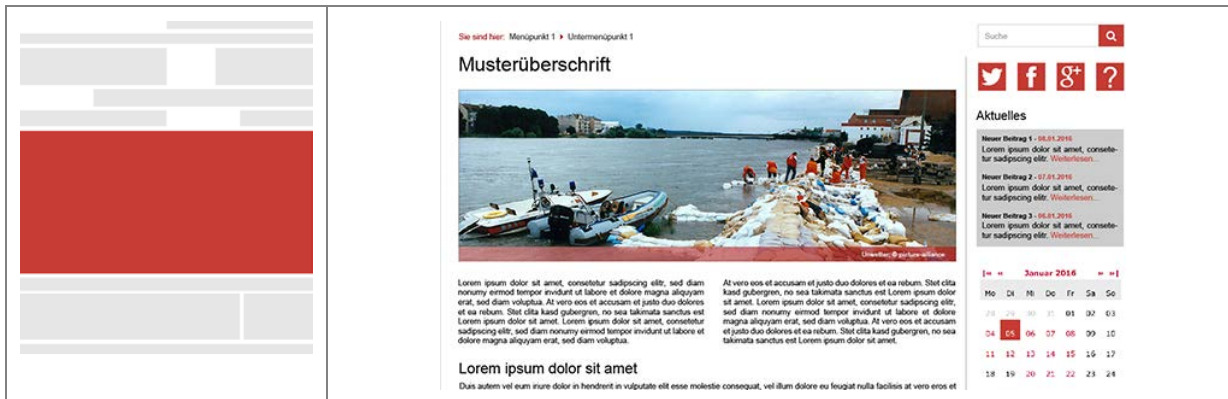 Sie sind hier: Menüpunkt 1 Untermenüpunkt 1
Musterüberschrift
Unwetter; © picture-alliance
Lorem ipsum dolor sit amet, consetetur sadipscing elitr, sed diam
nonumy eirmod tempor invidunt ut labore et dolore magna aliquyam
erat, sed diam voluptua. At vero eos et accusam et justo duo dolores
et ea rebum. Stet clita kasd gubergren, no sea takimata sanctus est
Lorem ipsum dolor sit amet. Lorem ipsum dolor sit amet, consetetur
sadipscing elitr, sed diam nonumy eirmod tempor invidunt ut labore et
dolore magna aliquyam erat, sed diam voluptua.
At vero eos et accusam et justo duo dolores et ea rebum. Stet clita
kasd gubergren, no sea takimata sanctus est Lorem ipsum dolor
sit amet. Lorem ipsum dolor sit amet, consetetur sadipscing elitr,
sed diam nonumy eirmod tempor invidunt ut labore et dolore
magna aliquyam erat, sed diam voluptua. At vero eos et accusam
et justo duo dolores et ea rebum. Stet clita kasd gubergren, no sea
takimata sanctus est Lorem ipsum dolor sit amet.
Lorem ipsum dolor sit amet
Duis autem vel eum iriure dolor in hendrerit in vulputate elit esse molestie consequat, vel illum dolore eu feugiat nulla facilisis at vero eros et
Suche
f g+ ?
Aktuelles
Neuer Beitrag 1 - 08.01.2016
Lorem ipsum dolor sit amet, consete-
tur sadipscing elitr. Weiterlesen...
Neuer Beitrag 2 - 07.01.2016
Lorem ipsum dolor sit amet, consete-
tur sadipscing elitr. Weiterlesen...
Neuer Beitrag 3 - 06.01.2016
Lorem ipsum dolor sit amet, consete-
tur sadipscing elitr. Weiterlesen...
|« « Januar 2016 » »|
Mo Di Mi Do Fr Sa So
28 29 30 31 01 02 03
04 05 06 07 08 09 10
11 12 13 14 15 16 17
18 19 20 21 22 23 24